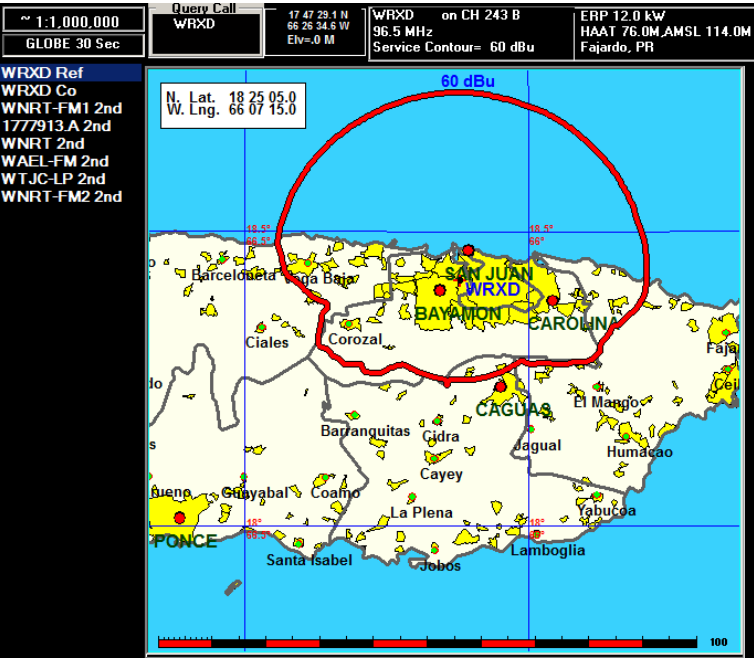 ~ 1:1,000,000
GLOBE 30 Sec
Query Call
WRXD
17 47 29.1 N
66 26 34.6 W
Elv=.0 M
WRXD on CH 243 B
96.5 MHz
Service Contour= 60 dBu
ERP 12.0 kW
HAAT 76.0M,AMSL 114.0M
Fajardo, PR
WRXD Ref
WRXD Co
WNRT-FM1 2nd
1777913.A 2nd
WNRT 2nd
WAEL-FM 2nd
WTJC-LP 2nd
WNRT-FM2 2nd
60 dBu
N. Lat. 18 25 05.0
W. Lng. 66 07 15.0
18.5°
66.5°
18.5°
66°
Barceloneta
Vega Baja
SAN JUAN
WRXD
BAYAMON
CAROLINA
Ciales
Corozal
Faja
Ceil
do
CAGUAS
El Mango
Barranquitas
Cidra
Jagual
Humacao
s
Cayey
rueno
Guayabal
Coamo
La Plena
Yabucoa
PONCE
18°
66.5°
18°
66°
Santa Isabel
Jobos
Lamboglia
100